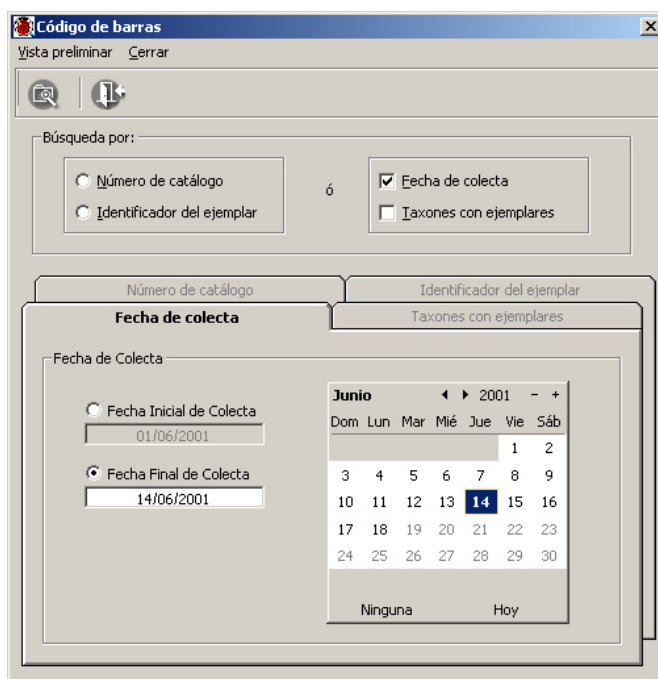 Código de barras
Vista preliminar Cerrar
Búsqueda por:
Número de catálogo
Identificador del ejemplar
ó
Fecha de colecta
Taxones con ejemplares
Número de catálogo
Identificador del ejemplar
Fecha de colecta
Taxones con ejemplares
Fecha de Colecta
Fecha Inicial de Colecta
01/06/2001
Fecha Final de Colecta
14/06/2001
Junio 2001 - +
Dom Lun Mar Mié Jue Vie Sáb
1 2
3 4 5 6 7 8 9
10 11 12 13 14 15 16
17 18 19 20 21 22 23
24 25 26 27 28 29 30
Ninguna Hoy